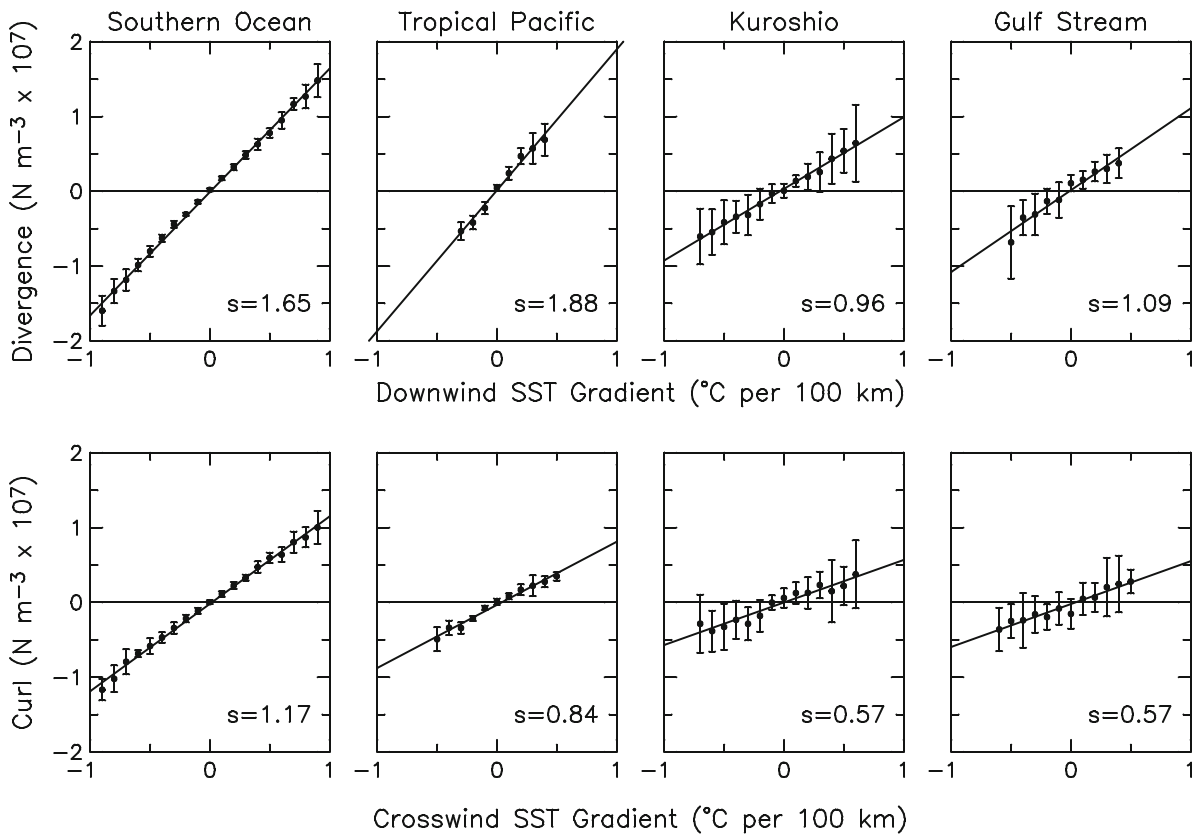 Southern Ocean Tropical Pacific Kuroshio Gulf Stream
Divergence (N m−3 x 107)
2
1
0
−1
−2
s=1.65 s=1.88 s=0.96 s=1.09
−1 0 1 −1 0 1 −1 0 1 −1 0 1
Downwind SST Gradient (°C per 100 km)
Curl (N m−3 x 107)
2
1
0
−1
−2
s=1.17 s=0.84 s=0.57 s=0.57
−1 0 1 −1 0 1 −1 0 1 −1 0 1
Crosswind SST Gradient (°C per 100 km)